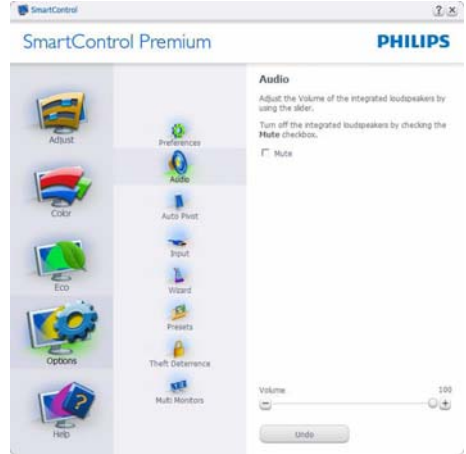 SmartControl
SmartControl Premium
PHILIPS
Adjust
Color
Eco
Options
Help
Preferences
Audio
Auto Pivot
Input
Wizard
Presets
Theft Deterrence
Multi Monitors
Audio
Adjust the Volume of the integrated loudspeakers by
using the slider.
Turn off the integrated loudspeakers by checking the
Mute checkbox.
Mute
Volume 100
Undo